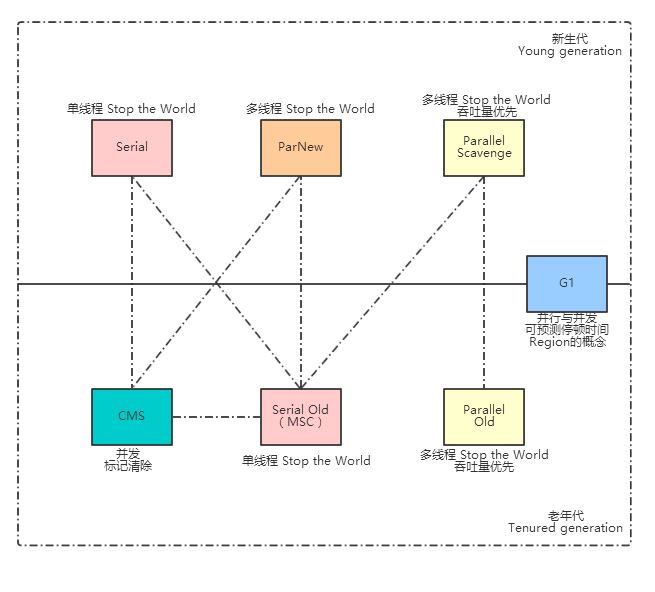 新生代
Young generation
单线程 Stop the World
多线程 Stop the World
多线程 Stop the World
吞吐量优先
Serial
ParNew
Parallel
Scavenge
G1
并行与并发
可预测停顿时间
Region的概念
CMS
Serial Old
（MSC）
Parallel
Old
并发
标记清除
单线程 Stop the World
多线程 Stop the World
吞吐量优先
老年代
Tenured generation